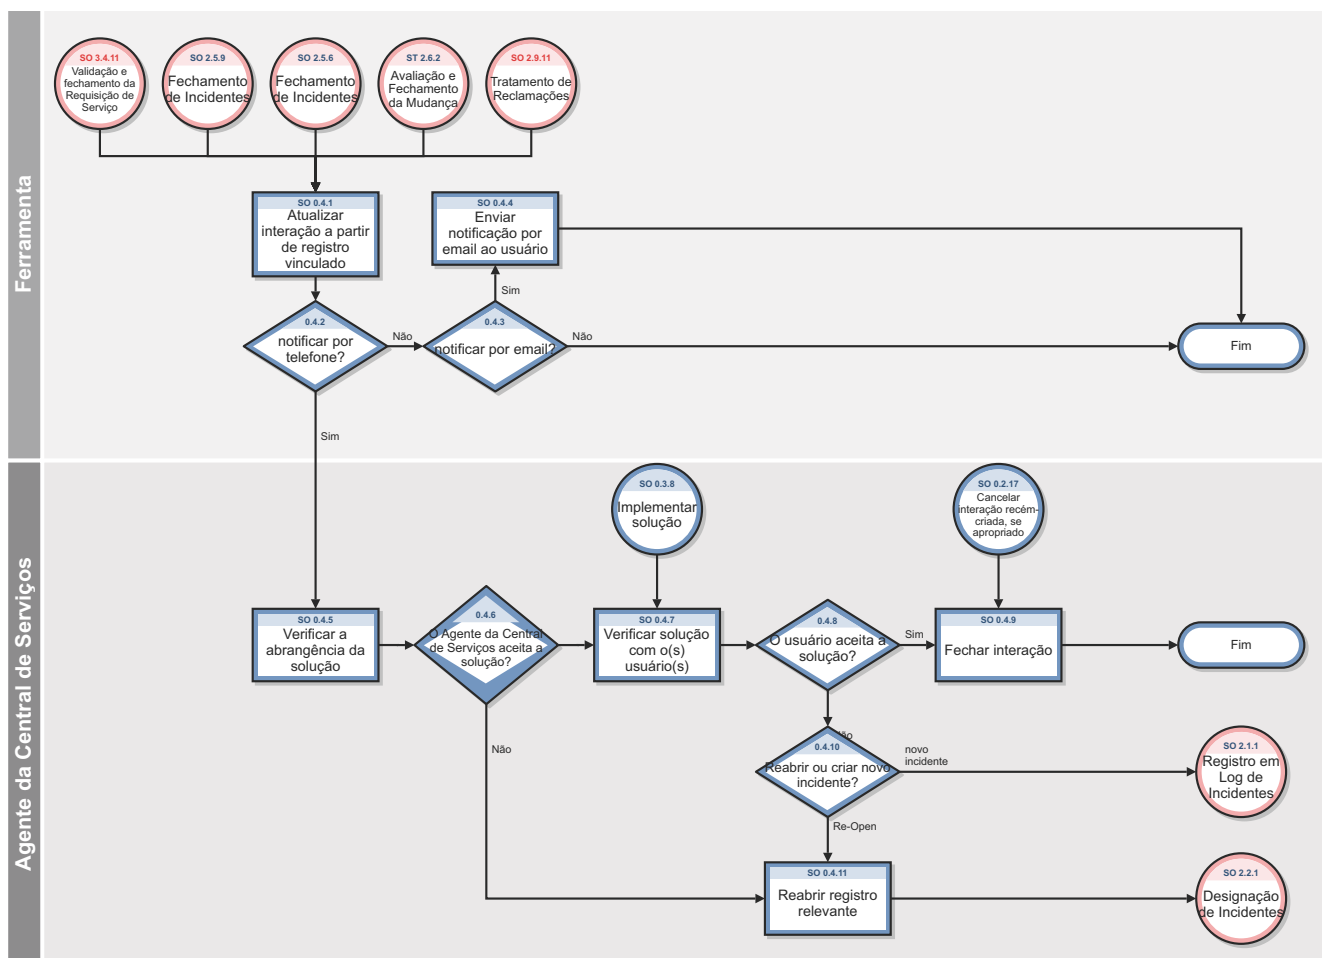 Ferramenta
SO 3.4.11
Validação e
fechamento da
Requisição de
Serviço
SO 2.5.9
Fechamento
de Incidentes
SO 2.5.6
Fechamento
de Incidentes
ST 2.6.2
Avaliação e
Fechamento
da Mudança
SO 2.9.11
Tratamento de
Reclamações
SO 0.4.1
Atualizar
interação a partir
de registro
vinculado
SO 0.4.4
Enviar
notificação por
email ao usuário
Sim
0.4.2
notificar por
telefone?
Não
0.4.3
notificar por email?
Não
Fim
Sim
Agente da Central de Serviços
SO 0.3.8
Implementar
solução
SO 0.2.17
Cancelar
interação recém-
criada, se
apropriado
SO 0.4.5
Verificar a
abrangência da
solução
0.4.6
O Agente da Central
de Serviços aceita a
solução?
SO 0.4.7
Verificar solução
com o(s)
usuário(s)
0.4.8
O usuário aceita a
solução?
Sim
SO 0.4.9
Fechar interação
Fim
Não
0.4.10
Reabrir ou criar novo
incidente?
novo
incidente
SO 2.1.1
Registro em
Log de
Incidentes
Re-Open
SO 0.4.11
Reabrir registro
relevante
SO 2.2.1
Designação
de Incidentes